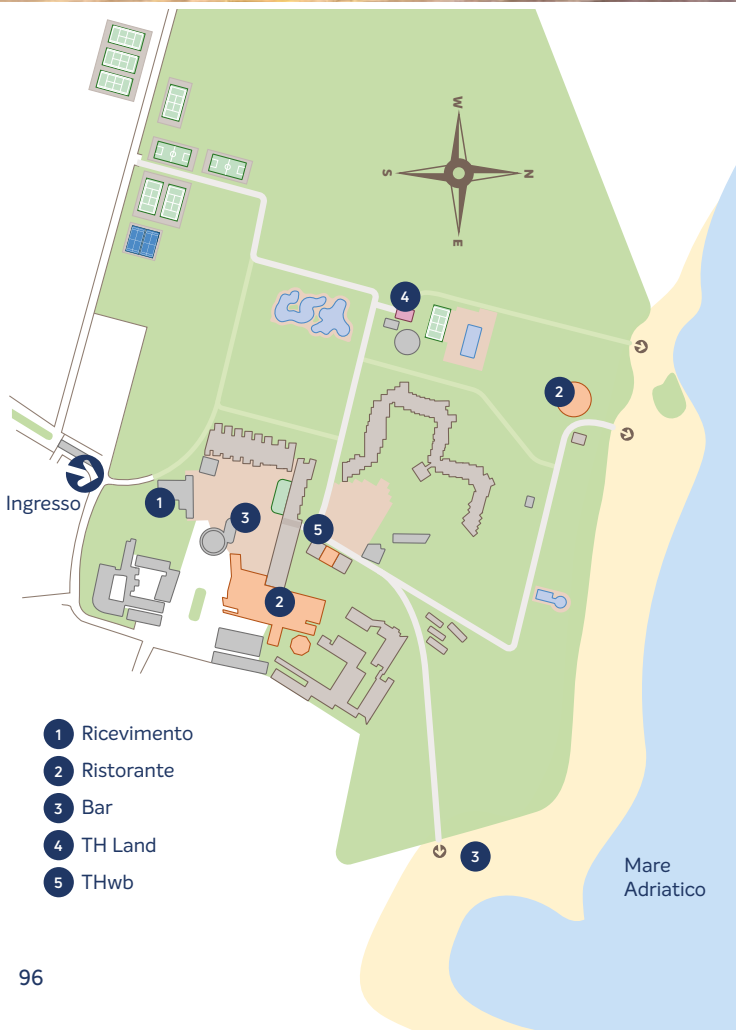 W
S
N
E
4
2
Ingresso
1
3
5
2
1 Ricevimento
2 Ristorante
3 Bar
4 TH Land
5 THwb
3
Mare
Adriatico
96